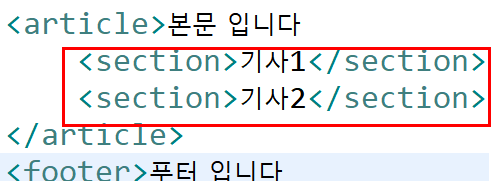 <article>본문 입니다
<section>기사1</section>
<section>기사2</section>
</article>
<footer>푸터 입니다